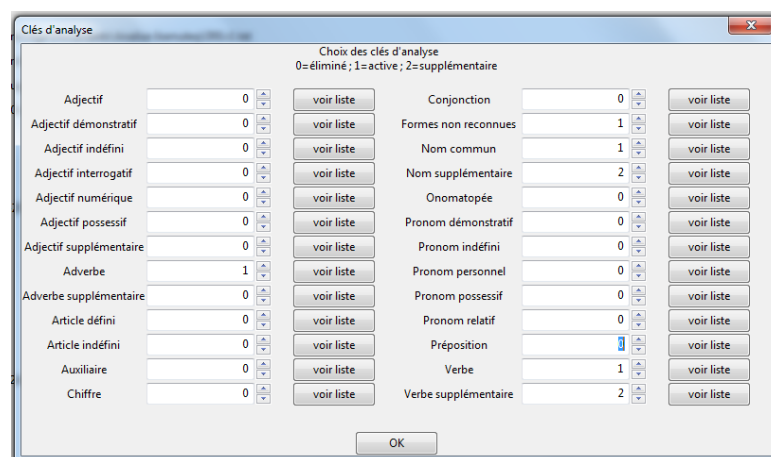 Clés d'analyse
Choix des clés d'analyse
0=éliminé ; 1=active ; 2=supplémentaire
Adjectif 0 voir liste Conjonction 0 voir liste
Adjectif démonstratif 0 voir liste Formes non reconnues 1 voir liste
Adjectif indéfini 0 voir liste Nom commun 1 voir liste
Adjectif interrogatif 0 voir liste Nom supplémentaire 2 voir liste
Adjectif numérique 0 voir liste Onomatopée 0 voir liste
Adjectif possessif 0 voir liste Pronom démonstratif 0 voir liste
Adjectif supplémentaire 0 voir liste Pronom indéfini 0 voir liste
Adverbe 1 voir liste Pronom personnel 0 voir liste
Adverbe supplémentaire 0 voir liste Pronom possessif 0 voir liste
Article défini 0 voir liste Pronom relatif 0 voir liste
Article indéfini 0 voir liste Préposition 0 voir liste
Auxiliaire 0 voir liste Verbe 1 voir liste
Chiffre 0 voir liste Verbe supplémentaire 2 voir liste
OK